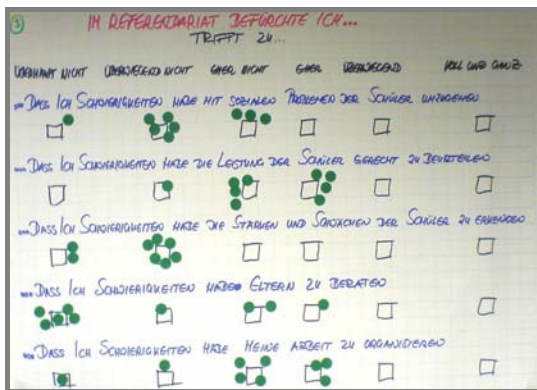 3 IM REFERENDARIAT BEFÜRCHTE ICH...
TRIFFT ZU...
ÜBERHAUPT NICHT ÜBERWIEGEND NICHT EHER NICHT EHER ÜBERWIEGEND VOLL UND GANZ
...DASS ICH SCHWIERIGKEITEN HABE MIT SOZIALEN PROBLEMEN DER SCHÜLER UMZUGEHEN
...DASS ICH SCHWIERIGKEITEN HABE DIE LEISTUNG DER SCHÜLER GERECHT ZU BEURTEILEN
...DASS ICH SCHWIERIGKEITEN HABE DIE STÄRKEN UND SCHWÄCHEN DER SCHÜLER ZU ERKENNEN
...DASS ICH SCHWIERIGKEITEN HABE ELTERN ZU BERATEN
...DASS ICH SCHWIERIGKEITEN HABE MEINE ARBEIT ZU ORGANISIEREN